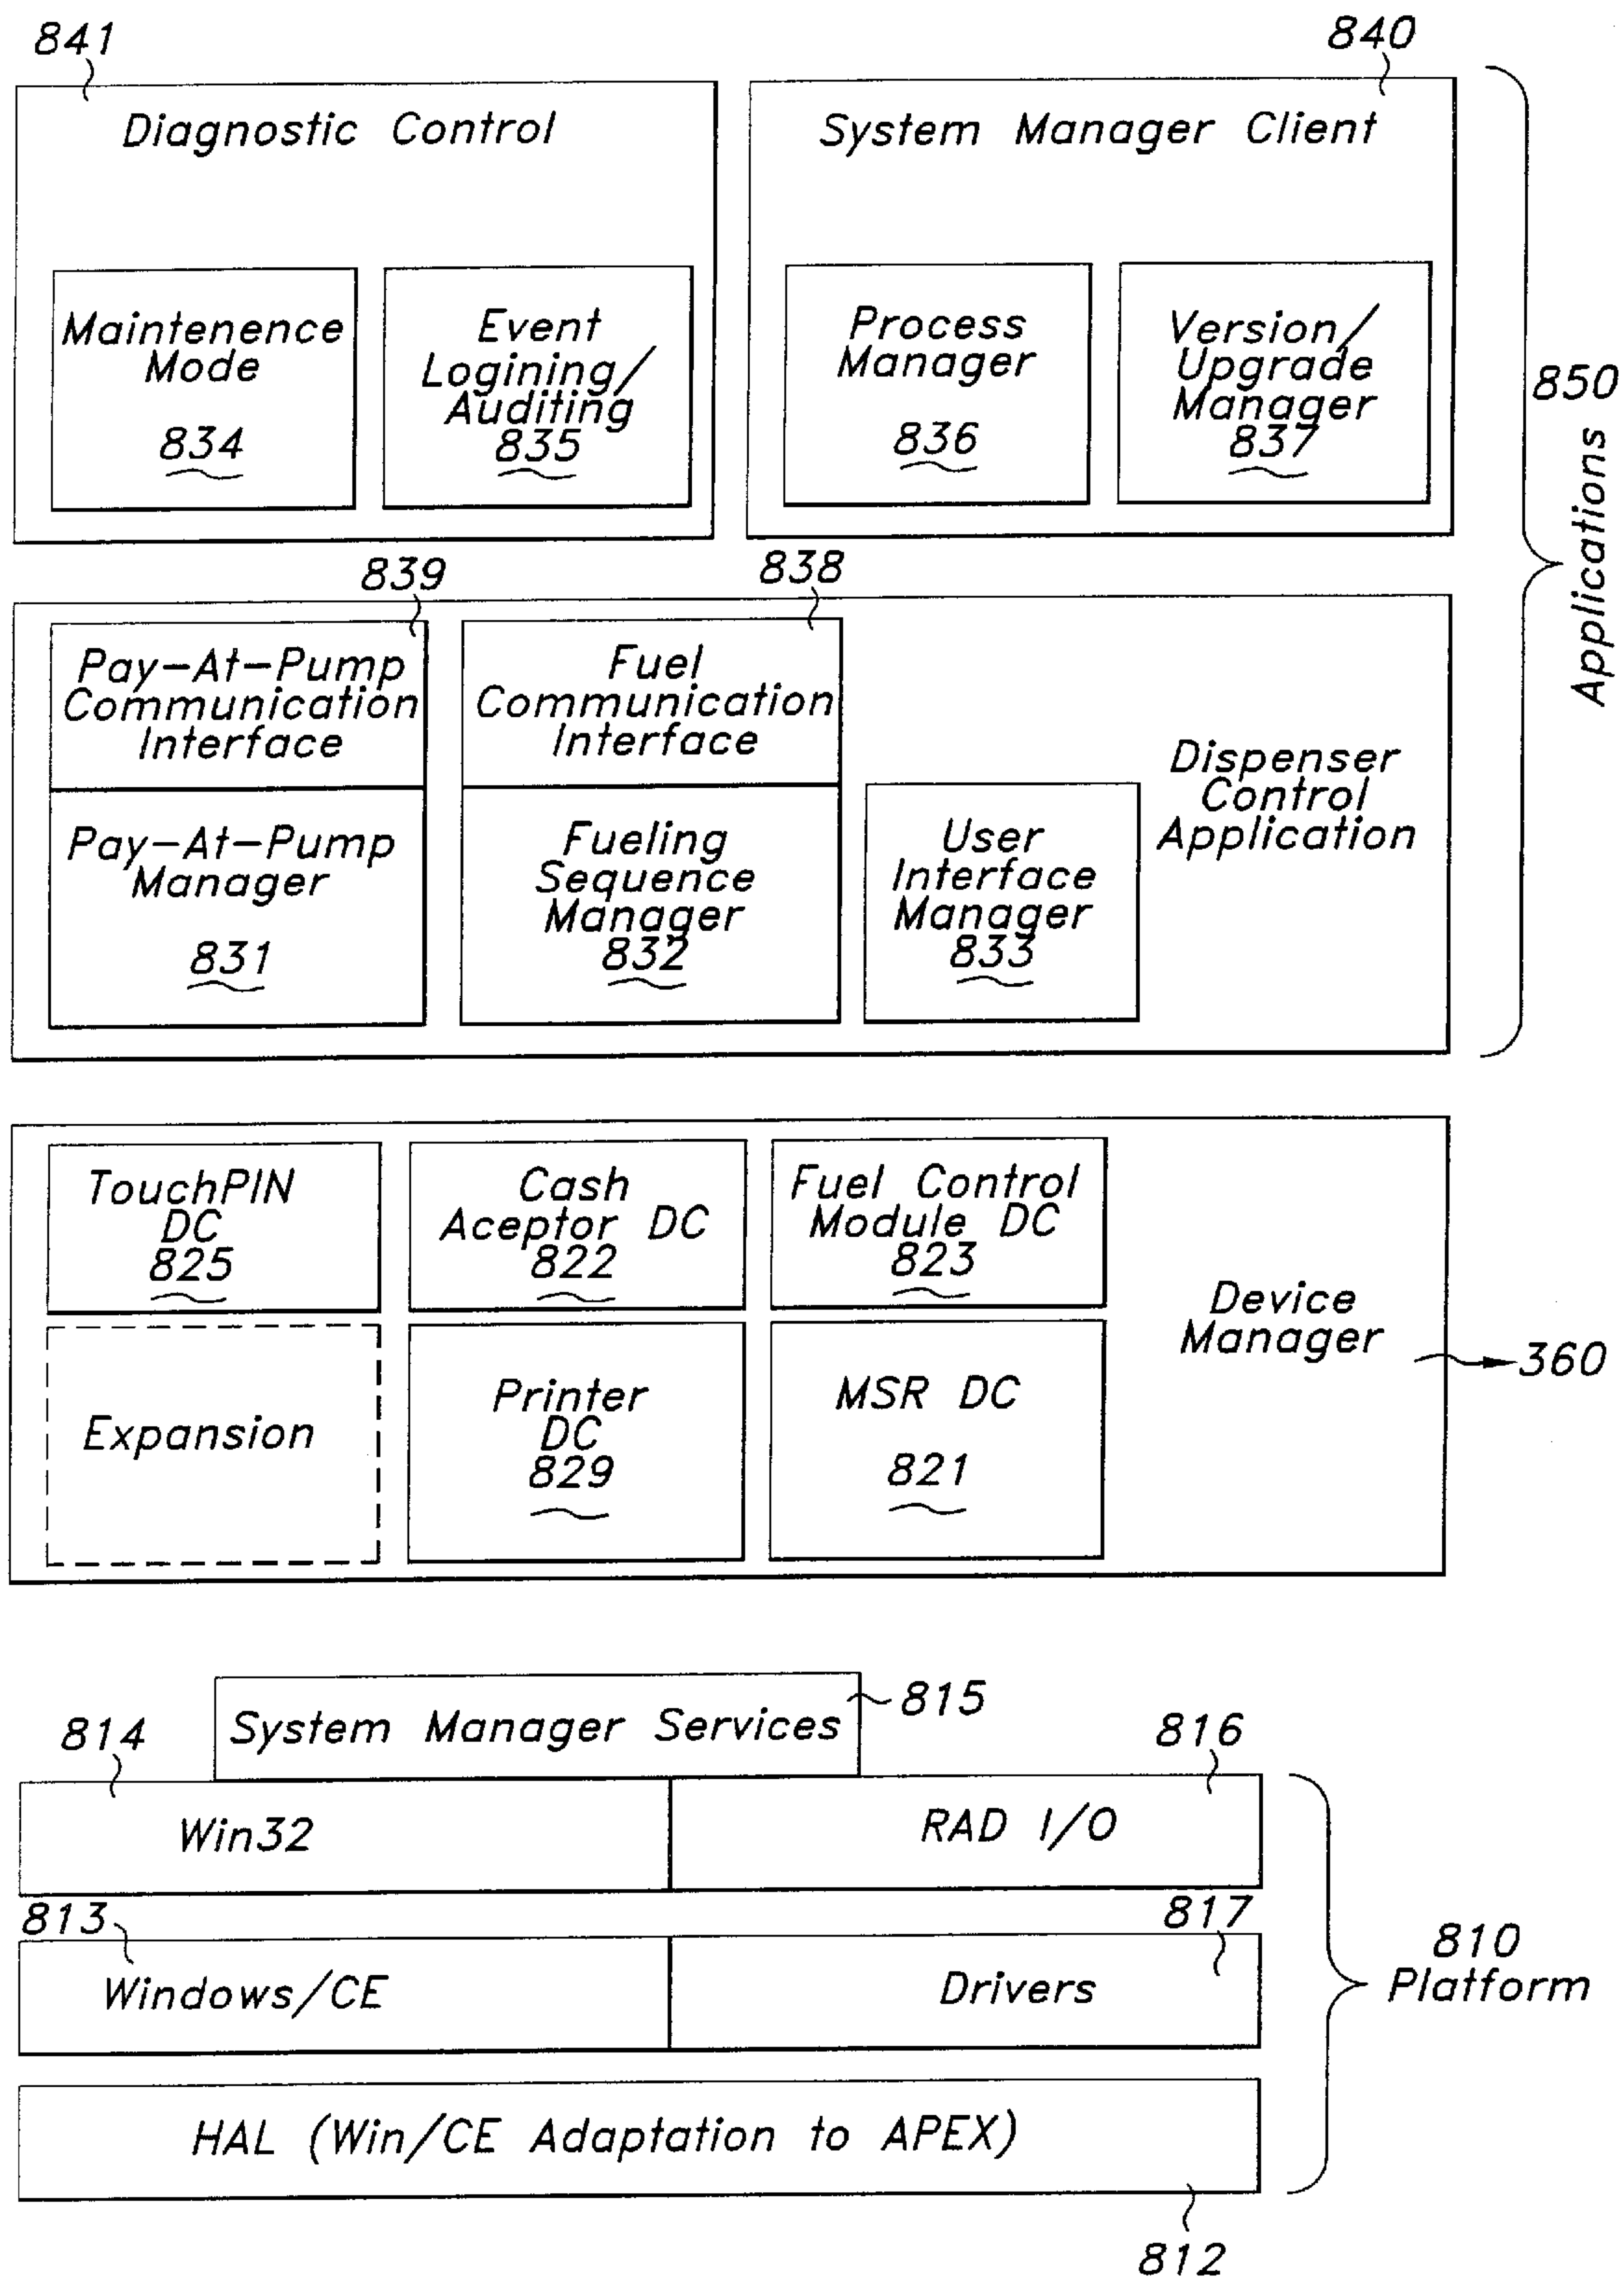 841
840
Diagnostic Control
System Manager Client
Maintenence
Mode
834
Event
Logining/
Auditing
835
Process
Manager
836
Version/
Upgrade
Manager
837
850
Applications
839
838
Pay-At-Pump
Communication
Interface
Fuel
Communication
Interface
Pay-At-Pump
Manager
831
Fueling
Sequence
Manager
832
User
Interface
Manager
833
Dispenser
Control
Application
TouchPIN
DC
825
Cash
Aceptor DC
822
Fuel Control
Module DC
823
Device
Manager
360
Expansion
Printer
DC
829
MSR DC
821
System Manager Services
815
814
816
Win32
RAD I/O
813
817
Windows/CE
Drivers
810
Platform
HAL (Win/CE Adaptation to APEX)
812